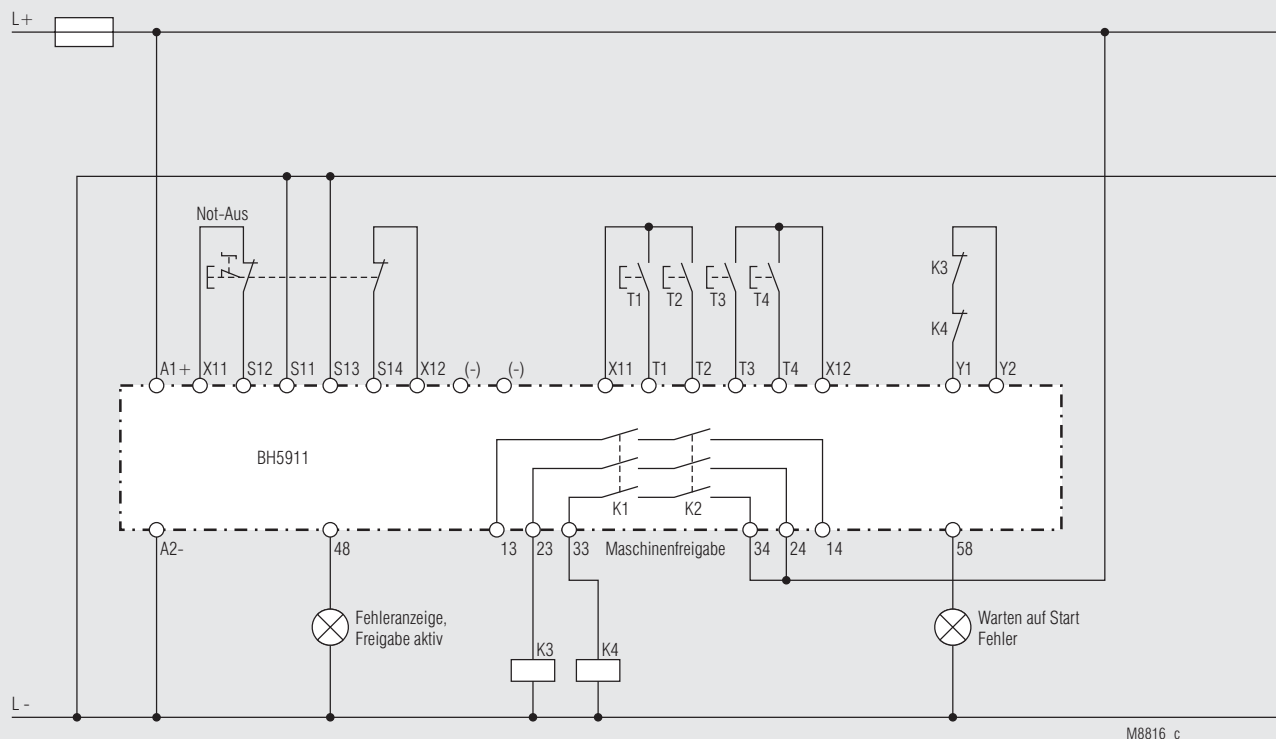 L+
Not-Aus
T1 T2 T3 T4
K3
K4
A1+ X11 S12 S11 S13 S14 X12 (-) (-) X11 T1 T2 T3 T4 X12 Y1 Y2
BH5911
K1 K2
A2- 48 13 23 33 Maschinenfreigabe 34 24 14 58
Fehleranzeige,
Freigabe aktiv
Warten auf Start
Fehler
K3 K4
L -
M8816_c